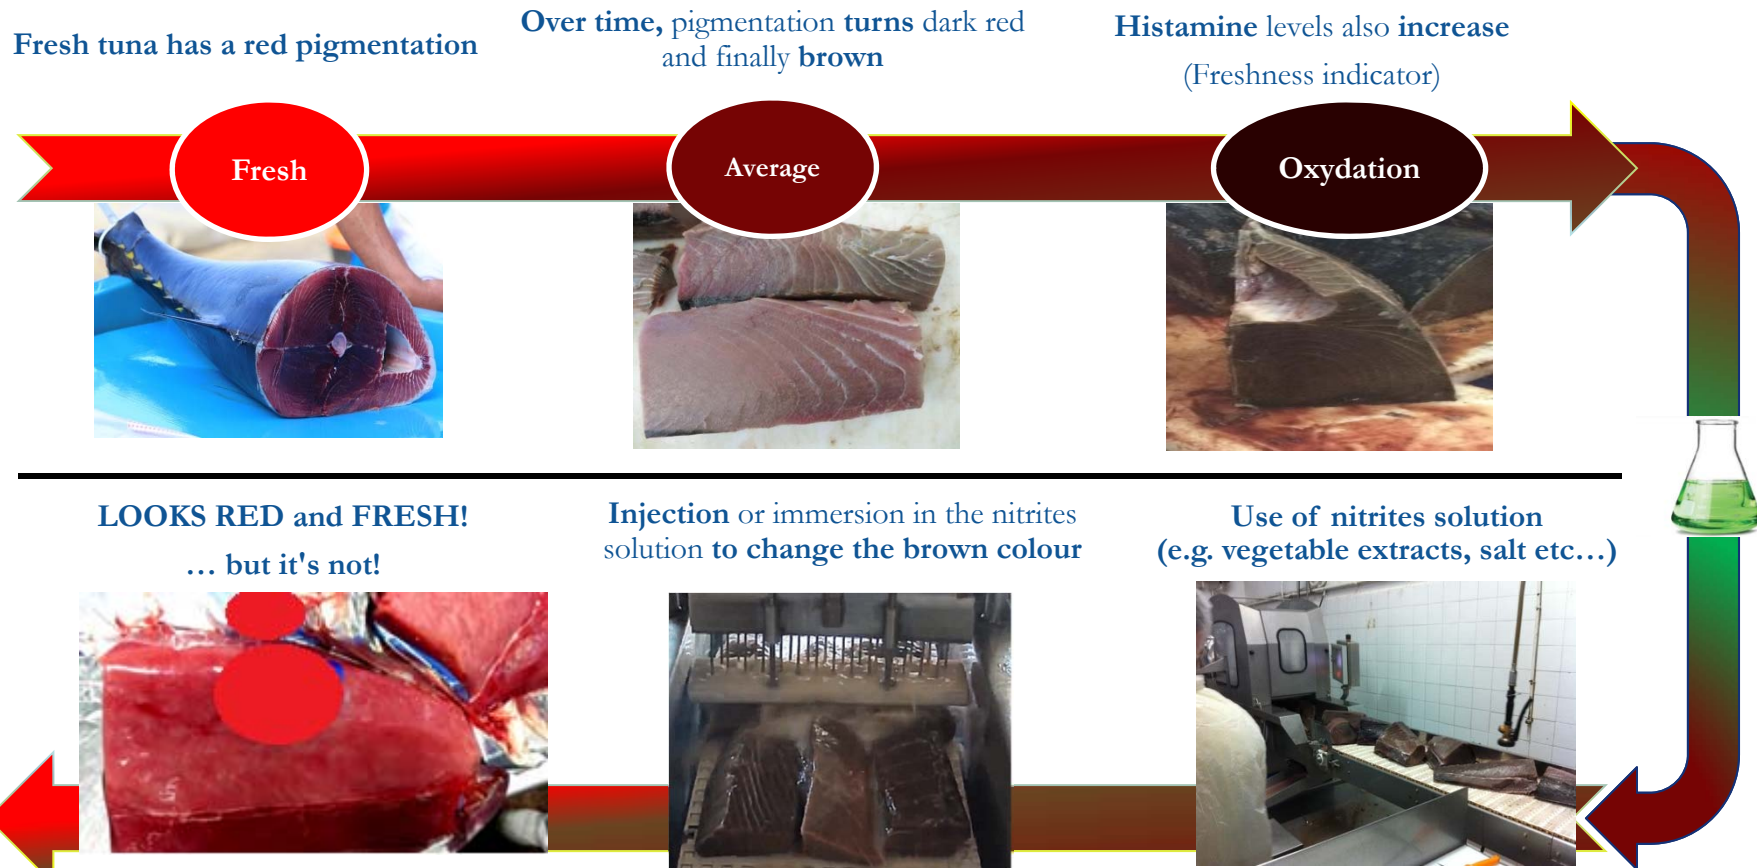 Fresh tuna has a red pigmentation
Over time, pigmentation turns dark red
and finally brown
Histamine levels also increase
(Freshness indicator)
Fresh
Average
Oxydation
LOOKS RED and FRESH!
… but it's not!
Injection or immersion in the nitrites
solution to change the brown colour
Use of nitrites solution
(e.g. vegetable extracts, salt etc…)